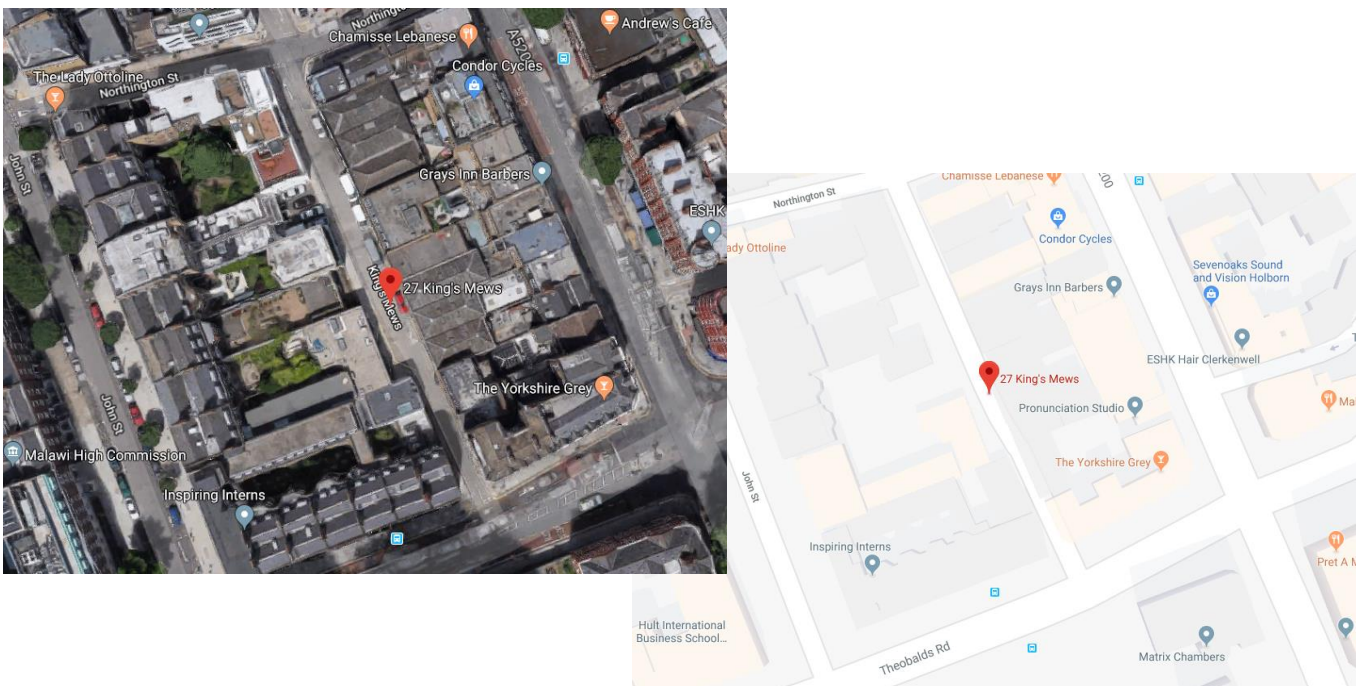 Northington
Andrew's Cafe
Chamisse Lebanese
A520
Condor Cycles
The Lady Ottoline
Northington St
John St
Grays Inn Barbers
ESHK
King's Mews
27 King's Mews
The Yorkshire Grey
John St
Malawi High Commission
Inspiring Interns
Chamisse Lebanese
Northington St
Condor Cycles
ady Ottoline
Sevenoaks Sound
and Vision Holborn
Grays Inn Barbers
ESHK Hair Clerkenwell
27 King's Mews
Pronunciation Studio
Ma
The Yorkshire Grey
John St
Inspiring Interns
Pret A M
Hult International
Business School...
Theobalds Rd
Matrix Chambers